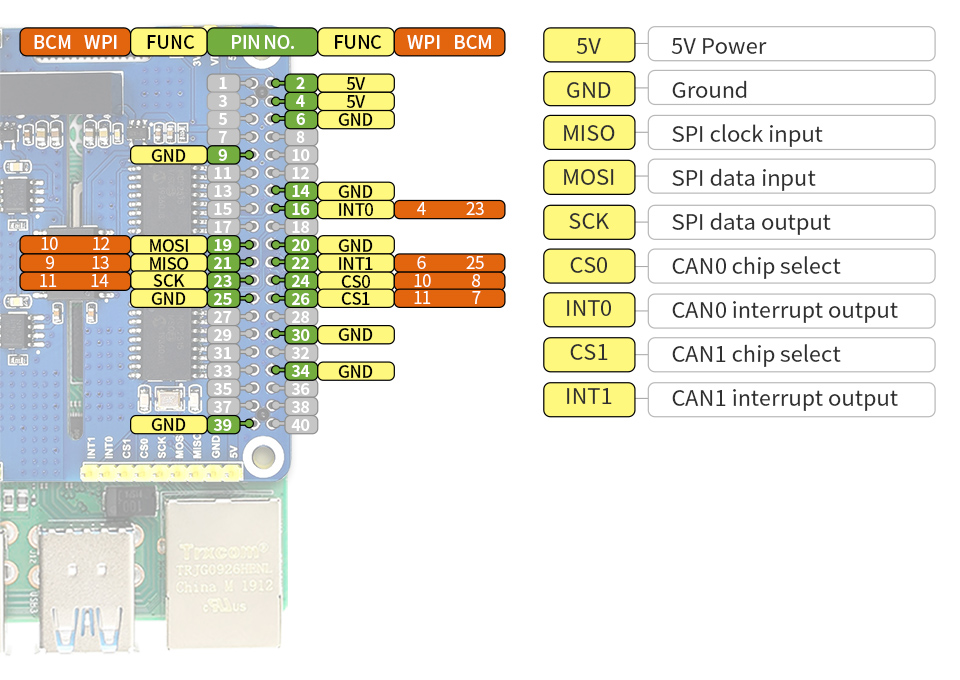 BCM WPI FUNC PIN NO. FUNC WPI BCM
1 2 5V
3 4 5V
5 6 GND
7 8
GND 9 10
11 12
13 14 GND
15 16 INT0 4 23
17 18
10 12 MOSI 19 20 GND
9 13 MISO 21 22 INT1 6 25
11 14 SCK 23 24 CS0 10 8
GND 25 26 CS1 11 7
27 28
29 30 GND
31 32
33 34 GND
35 36
37 38
GND 39 40
INT1 INT0 CS1 CS0 SCK MOSI MISO GND 5V
Trxcom
TRJG0926HENL
China M 1912
5V 5V Power
GND Ground
MISO SPI clock input
MOSI SPI data input
SCK SPI data output
CS0 CAN0 chip select
INT0 CAN0 interrupt output
CS1 CAN1 chip select
INT1 CAN1 interrupt output